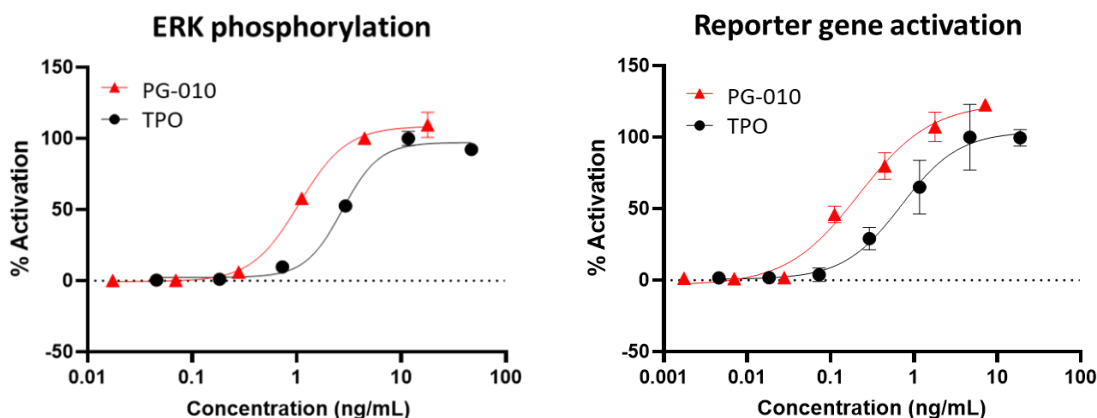 ERK phosphorylation
150
100
50
0
-50
% Activation
PG-010
TPO
0.01
0.1
1
10
100
Concentration (ng/mL)
Reporter gene activation
150
100
50
0
-50
% Activation
PG-010
TPO
0.001
0.01
0.1
1
10
100
Concentration (ng/mL)